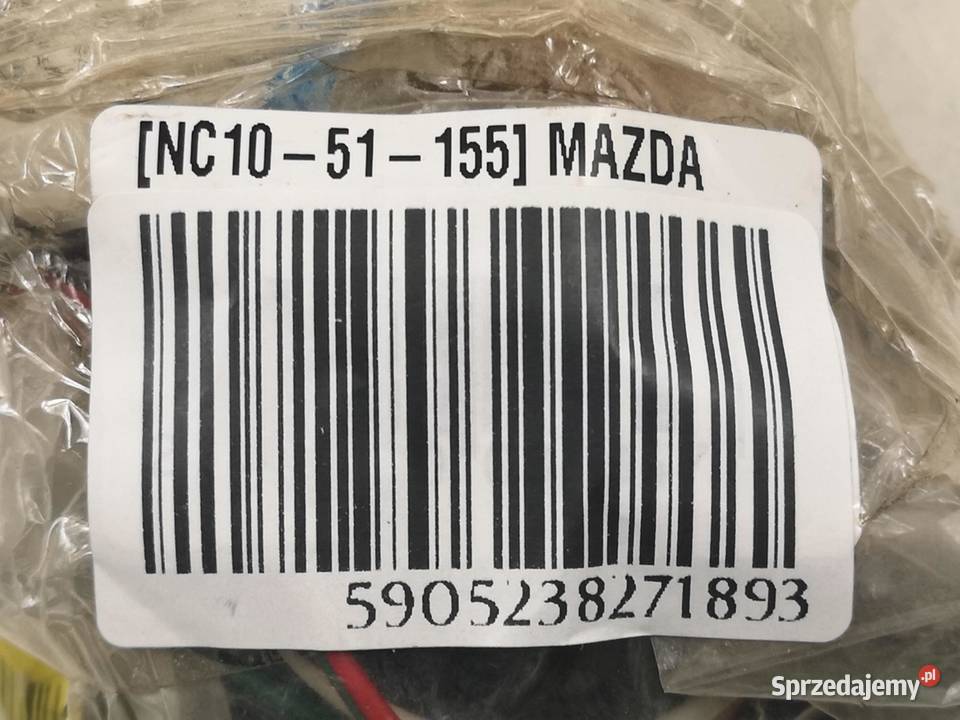 [NC10-51-155] MAZDA
5905238271893
Sprzedajemy.pl